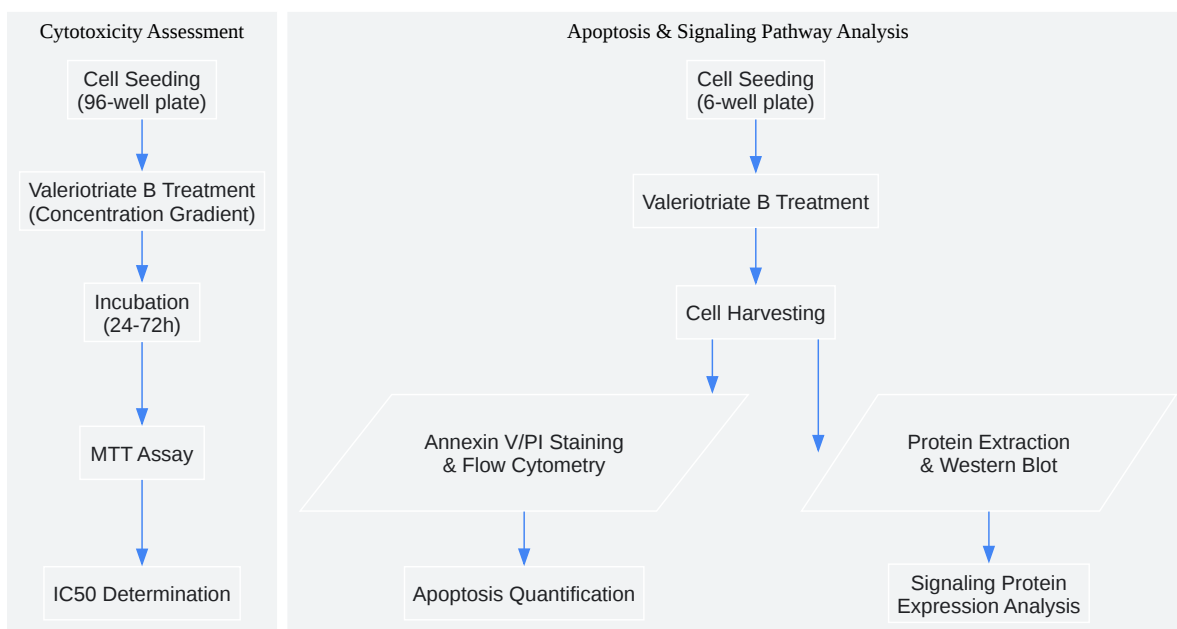 Cytotoxicity Assessment
Cell Seeding
(96-well plate)
Valeriotriate B Treatment
(Concentration Gradient)
Incubation
(24-72h)
MTT Assay
IC50 Determination
Apoptosis & Signaling Pathway Analysis
Cell Seeding
(6-well plate)
Valeriotriate B Treatment
Cell Harvesting
Annexin V/PI Staining
& Flow Cytometry
Protein Extraction
& Western Blot
Apoptosis Quantification
Signaling Protein
Expression Analysis